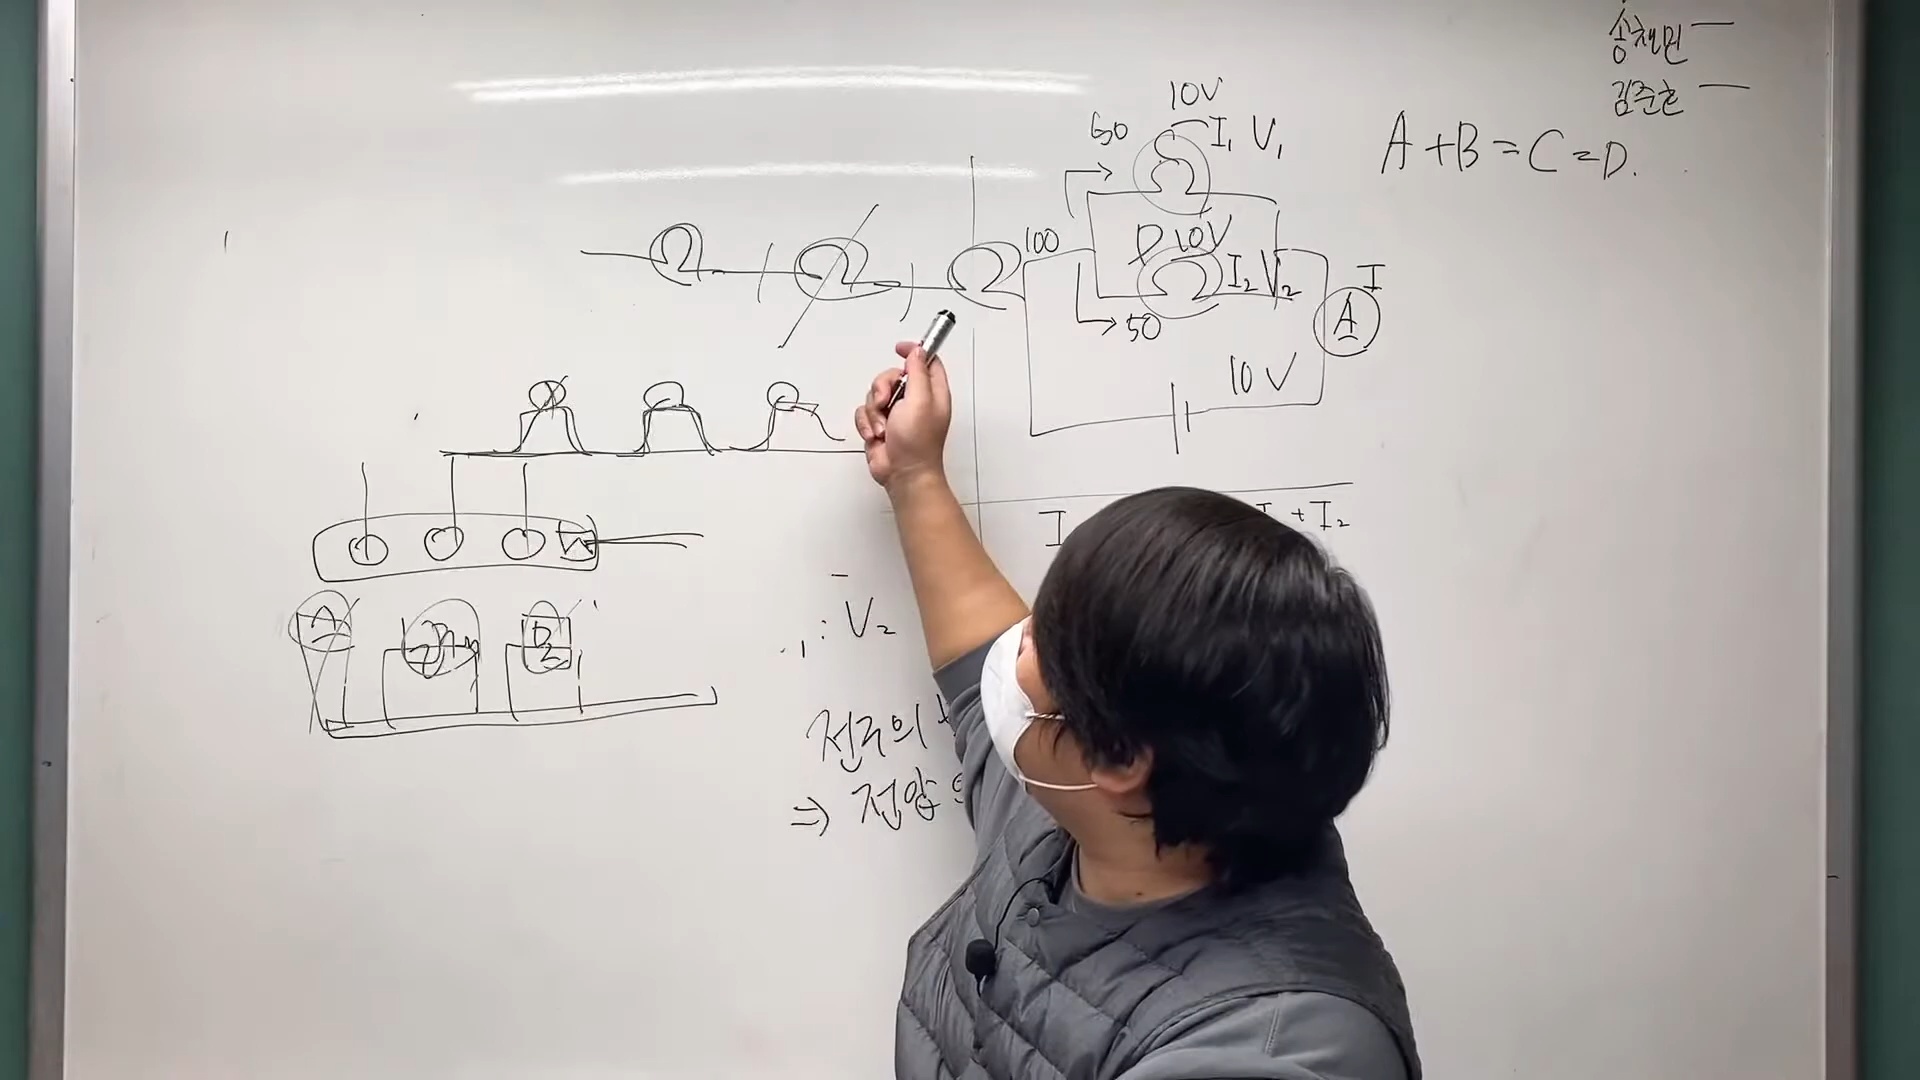 송채민 —
김준호 —
A + B = C = D.
10V
50 I₁ V₁
100
D 10V
I₂ V₂
50
I
A
10V
I
I₁ + I₂
: V₂
전류의
⇒ 전압